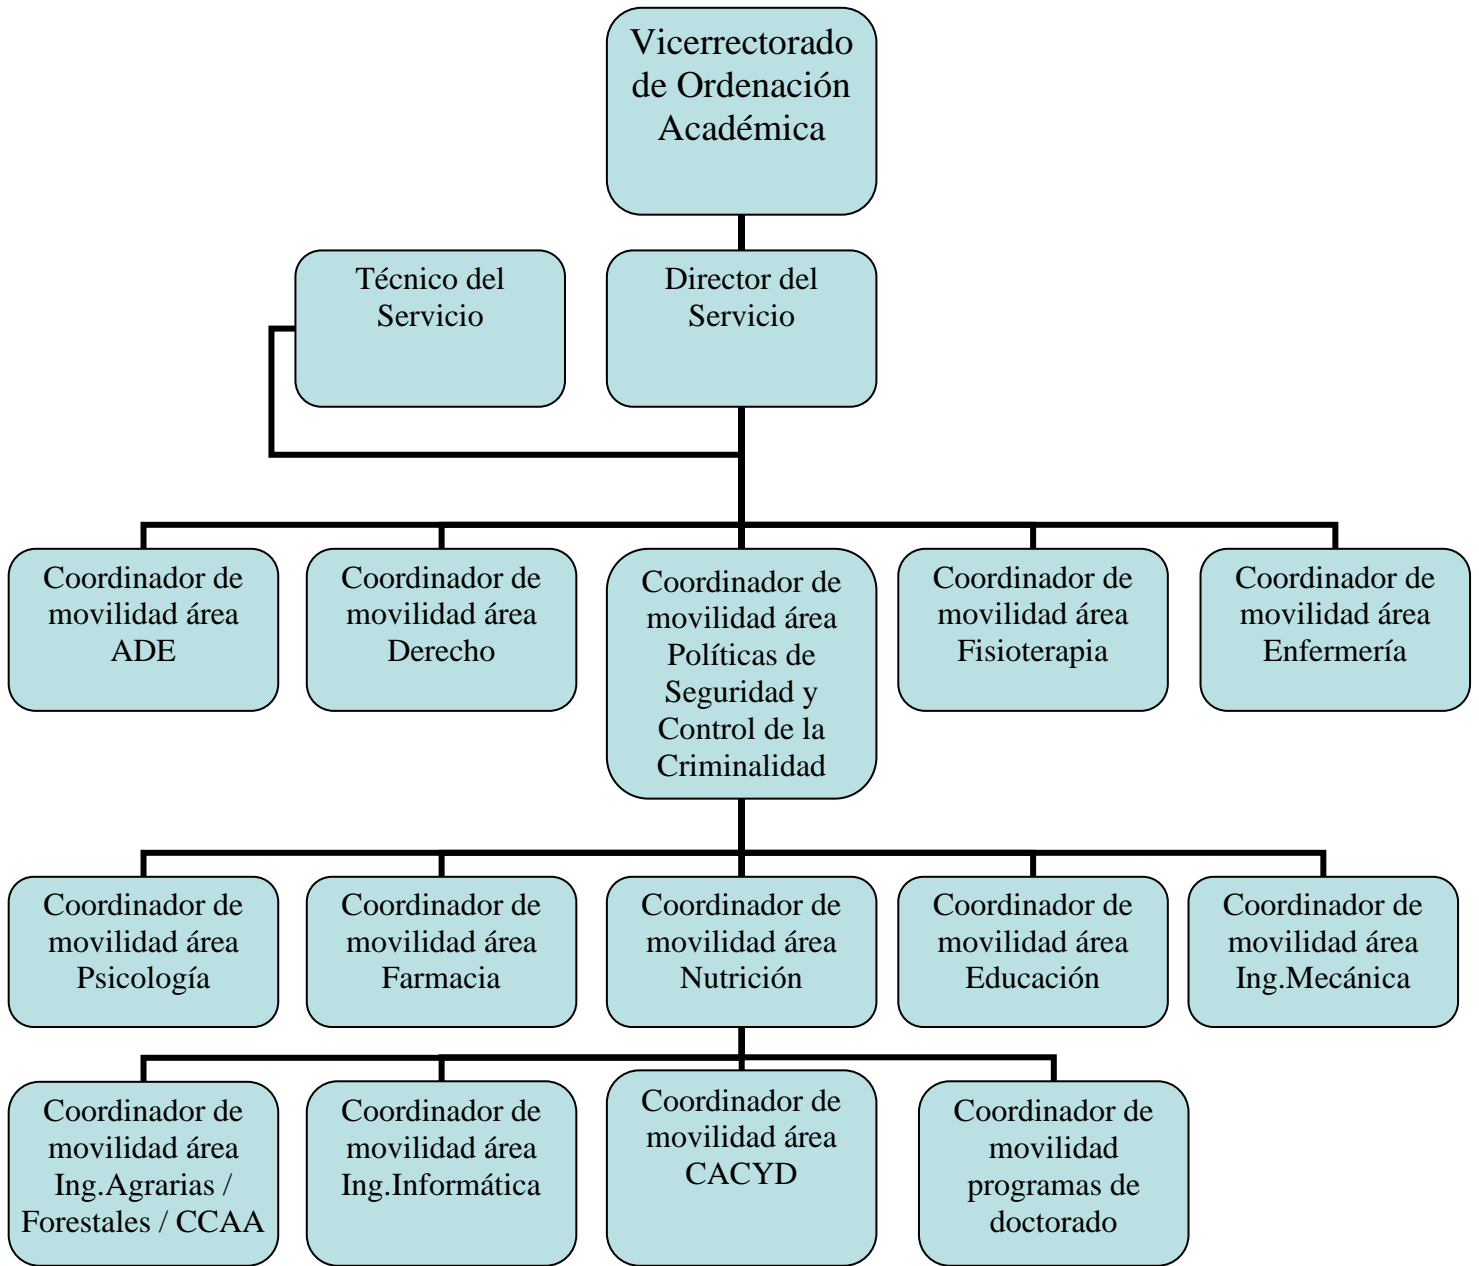 Vicerrectorado
de Ordenación
Académica
Técnico del
Servicio
Director del
Servicio
Coordinador de
movilidad área
ADE
Coordinador de
movilidad área
Derecho
Coordinador de
movilidad área
Políticas de
Seguridad y
Control de la
Criminalidad
Coordinador de
movilidad área
Fisioterapia
Coordinador de
movilidad área
Enfermería
Coordinador de
movilidad área
Psicología
Coordinador de
movilidad área
Farmacia
Coordinador de
movilidad área
Nutrición
Coordinador de
movilidad área
Educación
Coordinador de
movilidad área
Ing.Mecánica
Coordinador de
movilidad área
Ing.Agrarias /
Forestales / CCAA
Coordinador de
movilidad área
Ing.Informática
Coordinador de
movilidad área
CACYD
Coordinador de
movilidad
programas de
doctorado